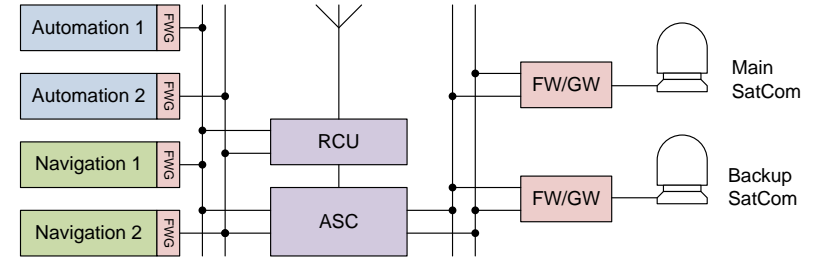 Automation 1
FWG
Automation 2
FWG
Navigation 1
FWG
Navigation 2
FWG
RCU
ASC
FW/GW
Main
SatCom
FW/GW
Backup
SatCom